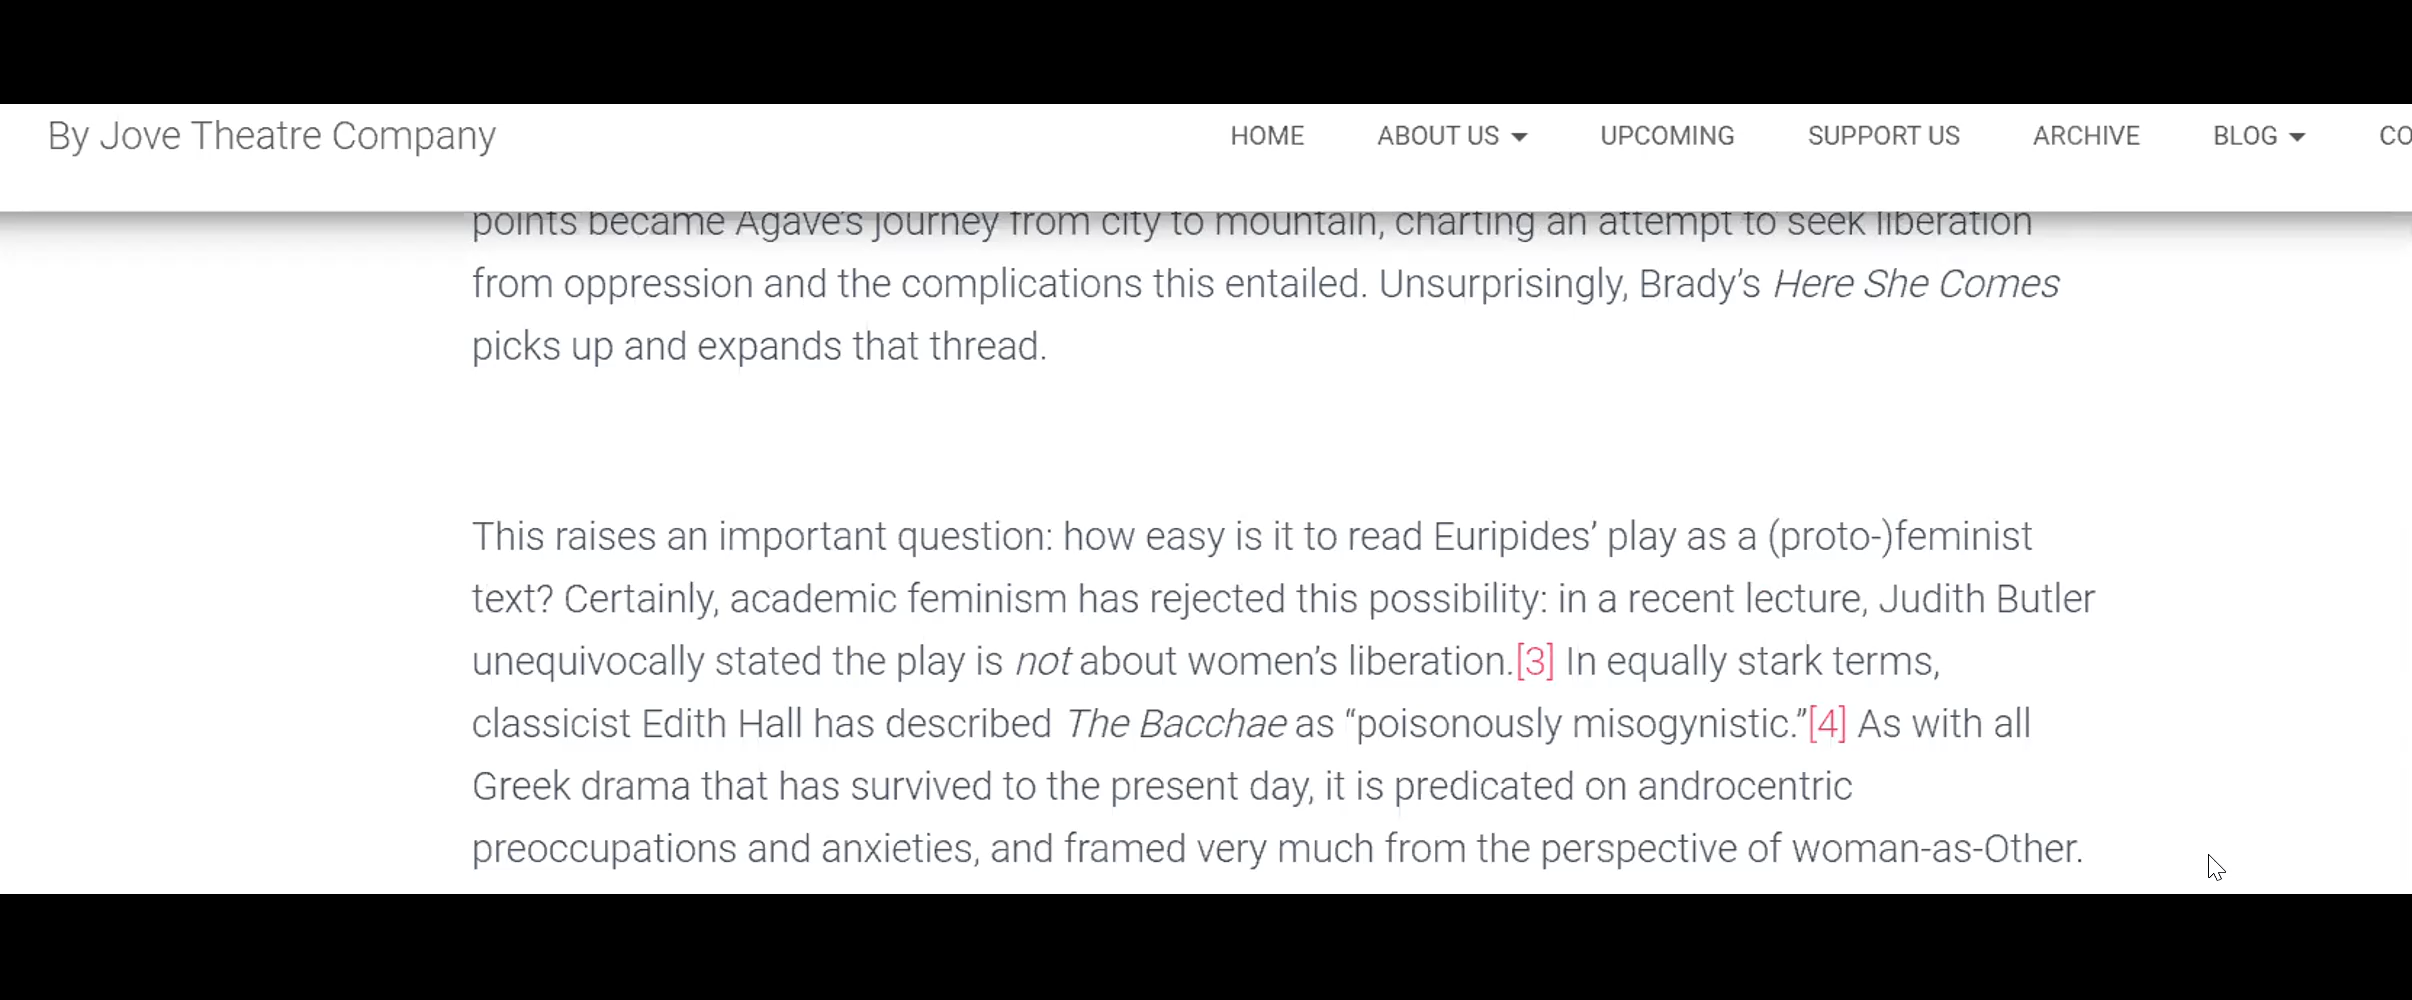 By Jove Theatre Company HOME ABOUT US UPCOMING SUPPORT US ARCHIVE BLOG CO
points became Agave’s journey from city to mountain, charting an attempt to seek liberation
from oppression and the complications this entailed. Unsurprisingly, Brady’s Here She Comes
picks up and expands that thread.
This raises an important question: how easy is it to read Euripides’ play as a (proto-)feminist
text? Certainly, academic feminism has rejected this possibility: in a recent lecture, Judith Butler
unequivocally stated the play is not about women’s liberation.[3] In equally stark terms,
classicist Edith Hall has described The Bacchae as “poisonously misogynistic.”[4] As with all
Greek drama that has survived to the present day, it is predicated on androcentric
preoccupations and anxieties, and framed very much from the perspective of woman-as-Other.